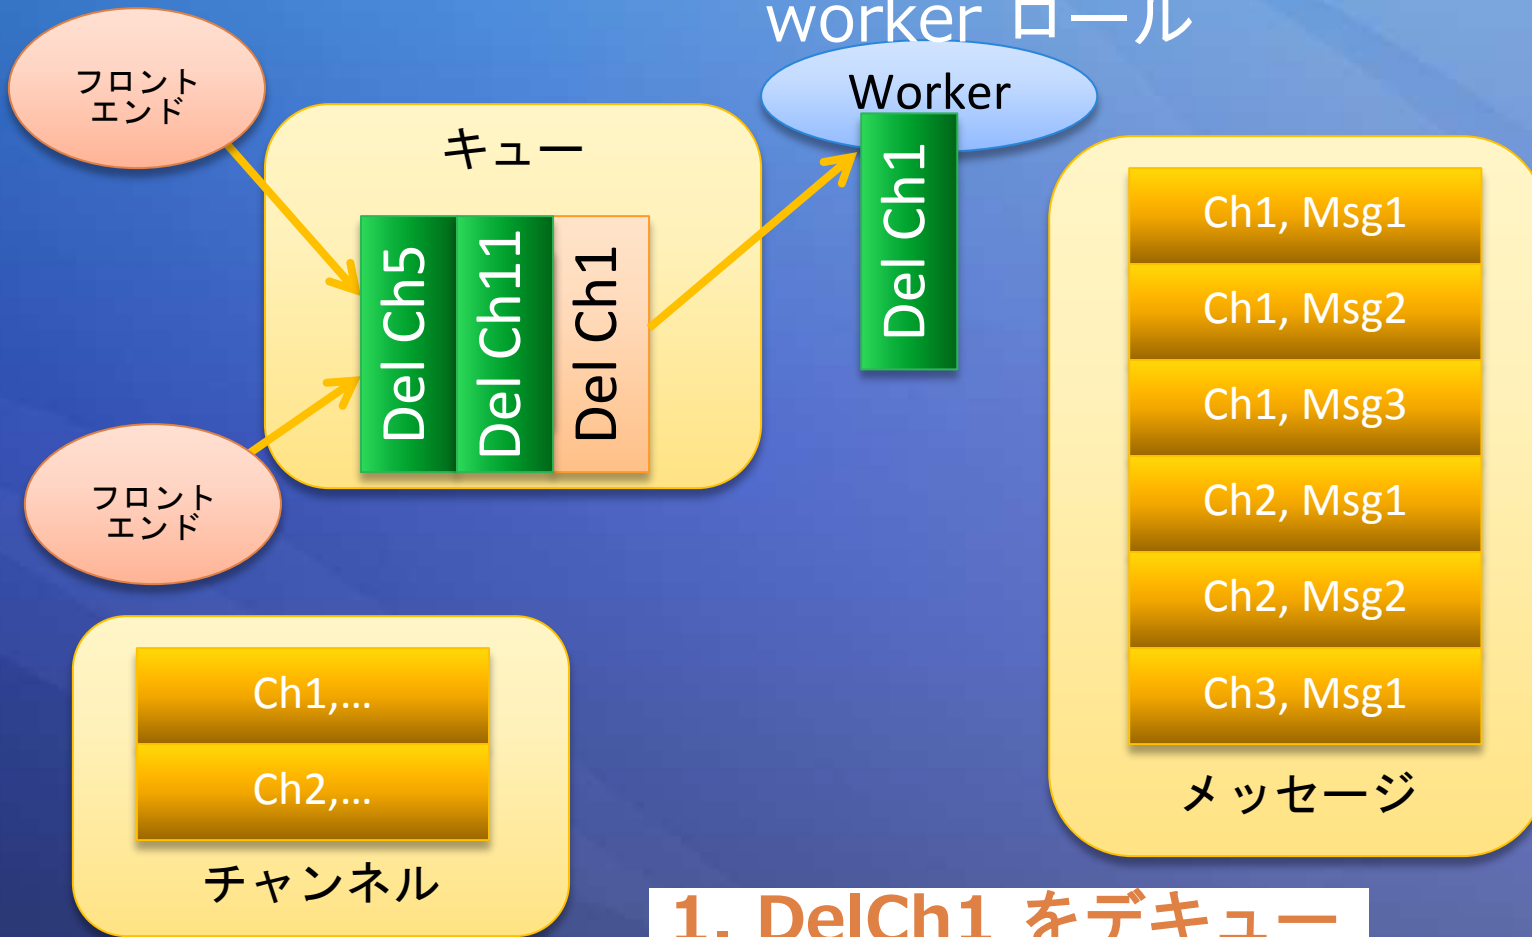 worker ロール
フロント
エンド
キュー
Del Ch5
Del Ch11
Del Ch1
Worker
Del Ch1
Ch1, Msg1
Ch1, Msg2
Ch1, Msg3
Ch2, Msg1
Ch2, Msg2
Ch3, Msg1
メッセージ
フロント
エンド
Ch1,...
Ch2,...
チャンネル
1. DelCh1 をデキュー